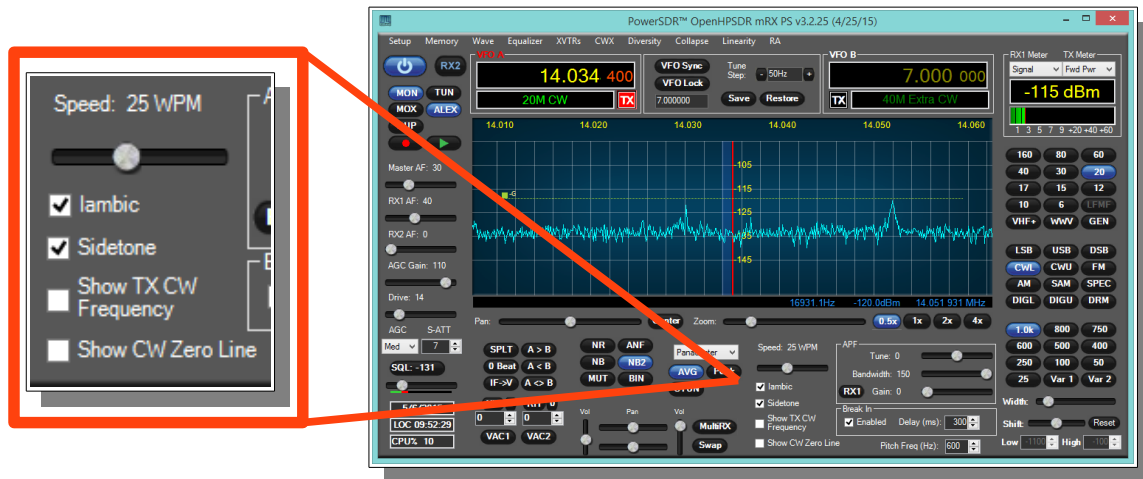 Speed: 25 WPM
Iambic
Sidetone
Show TX CW
Frequency
Show CW Zero Line
PowerSDR™ OpenHPSDR mRX PS v3.2.25 (4/25/15)
Setup Memory Wave Equalizer XVTRs CWX Diversity Collapse Linearity RA
RX2
MON TUN
MOX ALEX
VFO A
14.034 400
20M CW TX
VFO Sync
VFO Lock
Tune
Step: - 50Hz +
7.000000 Save Restore
VFO B
7.000 000
TX 40M Extra CW
RX1 Meter TX Meter
Signal Fwd Pwr
-115 dBm
1 3 5 7 9 +20 +40 +60
14.010 14.020 14.030 14.040 14.050 14.060
-105
-115
-G
-125
-145
16931.1Hz -120.0dBm 14.051 931 MHz
Master AF: 30
RX1 AF: 40
RX2 AF: 0
AGC Gain: 110
Drive: 14
AGC S-ATT
Med 7
SQL: -131
LOC 09:52:29
CPU% 10
Pan: Zoom: 0.5x 1x 2x 4x
SPLT A > B
0 Beat A < B
IF->V A <> B
0 0
VAC1 VAC2
NR ANF
NB NB2
MUT BIN
AVG
Vol Pan Vol
MultiRX
Swap
Speed: 25 WPM
Iambic
Sidetone
Show TX CW
Frequency
Show CW Zero Line
APF
Tune: 0
Bandwidth: 150
RX1 Gain: 0
Break In
Enabled Delay (ms): 300
Pitch Freq (Hz): 600
160 80 60
40 30 20
17 15 12
10 6 LFMF
VHF+ WWV GEN
LSB USB DSB
CWL CWU FM
AM SAM SPEC
DIGL DIGU DRM
1.0k 800 750
600 500 400
250 100 50
25 Var 1 Var 2
Width:
Shift: Reset
Low -1100 High -100